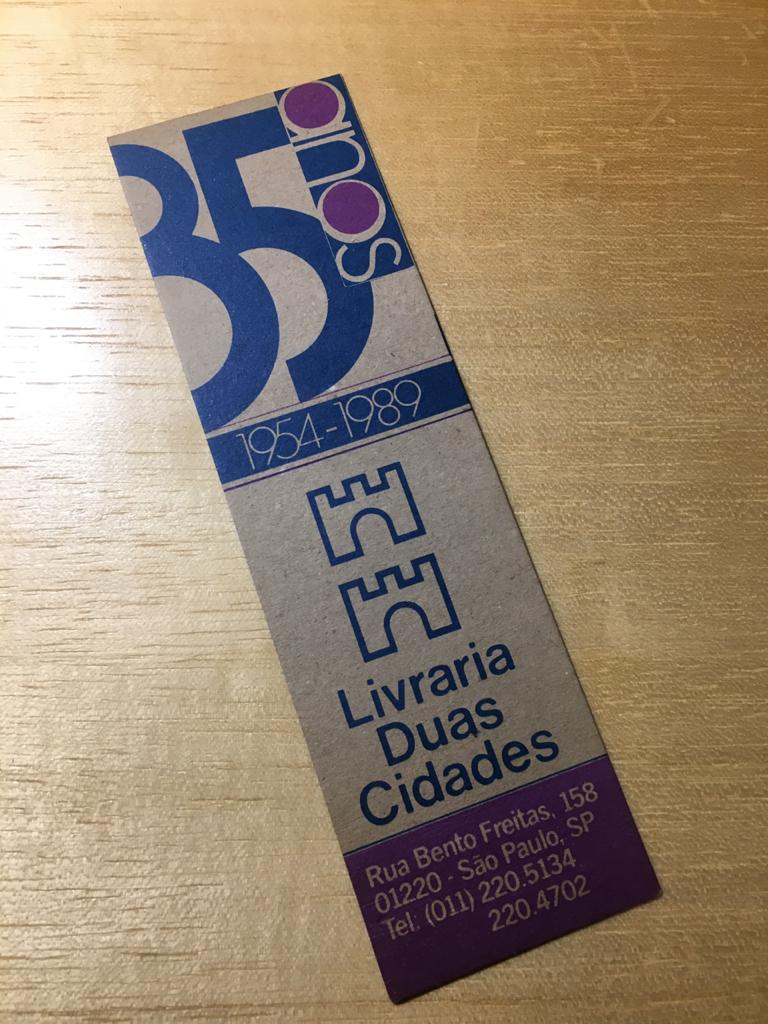 35
anos
1954-1989
Livraria
Duas
Cidades
Rua Bento Freitas, 158
01220 - São Paulo, SP
Tel: (011) 220.5134
220.4702